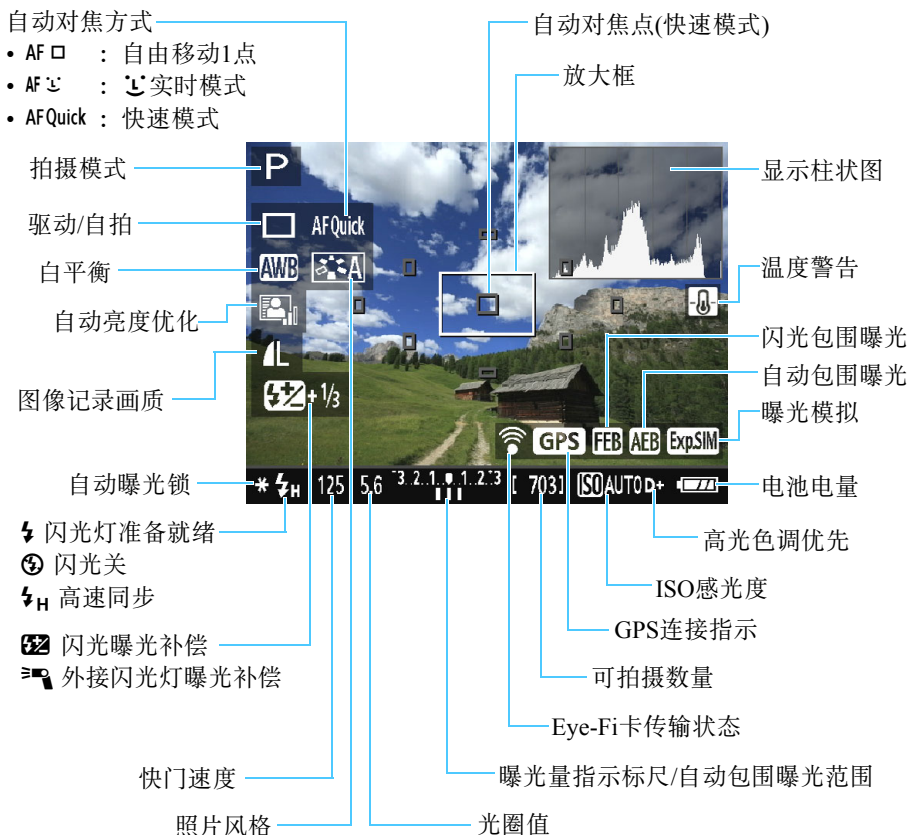 自动对焦方式
• AF □ : 自由移动1点
• AF : 实时模式
• AFQuick : 快速模式
自动对焦点(快速模式)
放大框
拍摄模式
驱动/自拍
白平衡
自动亮度优化
图像记录画质
自动曝光锁
闪光灯准备就绪
闪光关
H 高速同步
闪光曝光补偿
外接闪光灯曝光补偿
快门速度
照片风格
P
AFQuick
AWB
A
L
+1/3
GPS FEB AEB Exp.SIM
* H 125 5.6 -3..2..1..0..1..2.+3 [ 703] ISO AUTO D+
显示柱状图
温度警告
闪光包围曝光
自动包围曝光
曝光模拟
电池电量
高光色调优先
ISO感光度
GPS连接指示
可拍摄数量
Eye-Fi卡传输状态
曝光量指示标尺/自动包围曝光范围
光圈值